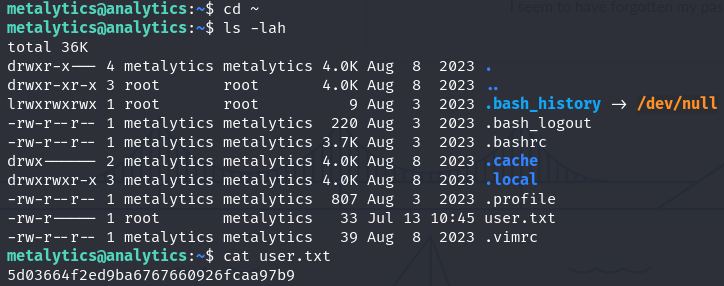 I seem to have forgotten my pas
metalytics@analytics:~$ cd ~
metalytics@analytics:~$ ls -lah
total 36K
drwxr-x--- 4 metalytics metalytics 4.0K Aug  8  2023 .
drwxr-xr-x 3 root       root       4.0K Aug  8  2023 ..
lrwxrwxrwx 1 root       root          9 Aug  3  2023 .bash_history -> /dev/null
-rw-r--r-- 1 metalytics metalytics  220 Aug  3  2023 .bash_logout
-rw-r--r-- 1 metalytics metalytics 3.7K Aug  3  2023 .bashrc
drwx------ 2 metalytics metalytics 4.0K Aug  8  2023 .cache
drwxrwxr-x 3 metalytics metalytics 4.0K Aug  8  2023 .local
-rw-r--r-- 1 metalytics metalytics  807 Aug  3  2023 .profile
-rw-r----- 1 root       metalytics   33 Jul 13 10:45 user.txt
-rw-r--r-- 1 metalytics metalytics   39 Aug  8  2023 .vimrc
metalytics@analytics:~$ cat user.txt
5d03664f2ed9ba6767660926fcaa97b9